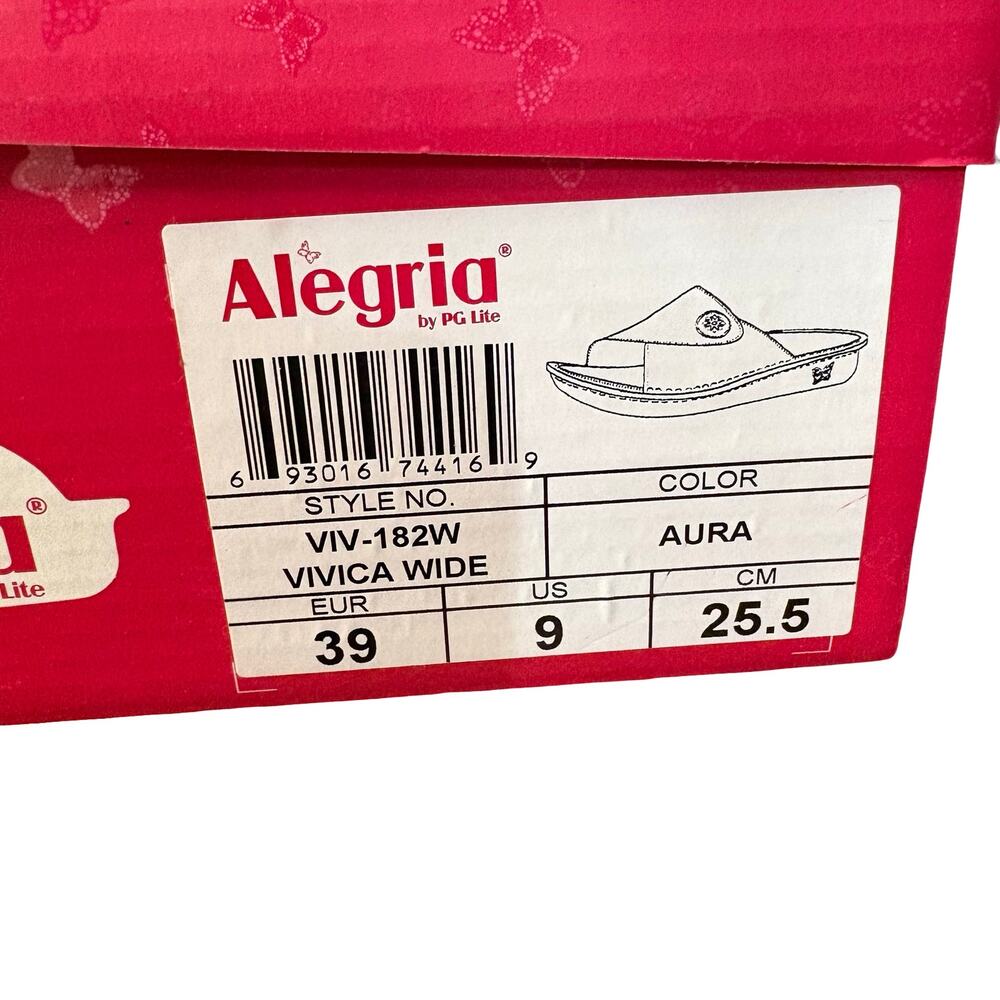 Alegria®
by PG Lite
6 93016 74416 9
STYLE NO.
COLOR
VIV-182W
VIVICA WIDE
AURA
EUR
US
CM
39
9
25.5
®
Lite